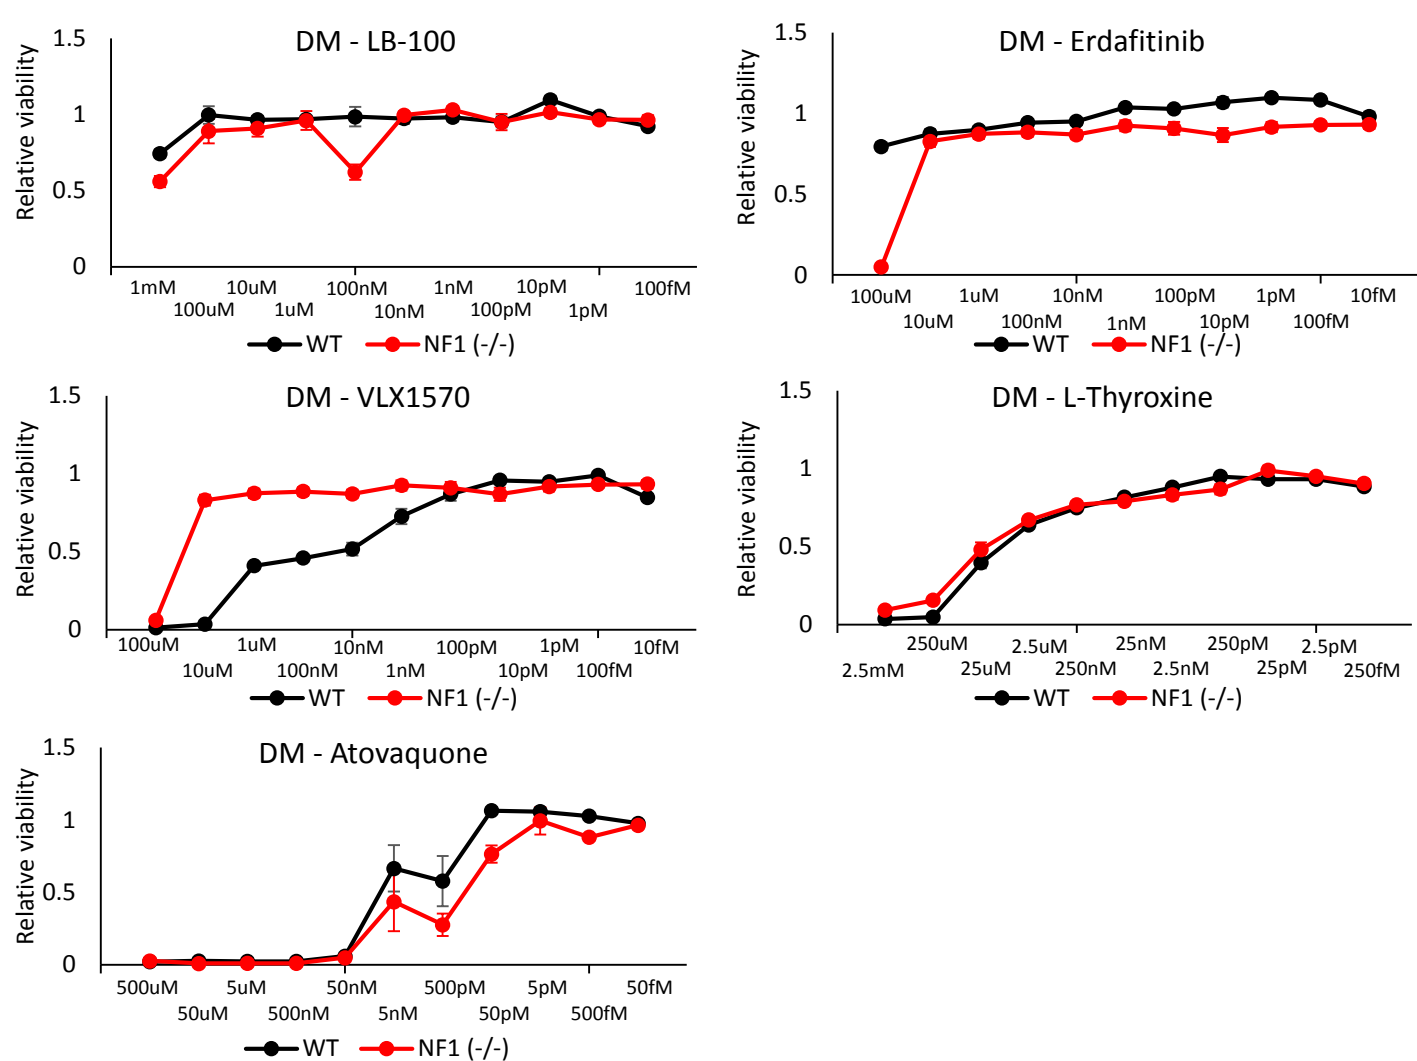 DM - LB-100
Relative viability
1.5
1
0.5
0
1mM 10uM 100nM 1nM 10pM 100fM
100uM 1uM 10nM 100pM 1pM
WT NF1 (-/-)
DM - Erdafitinib
Relative viability
1.5
1
0.5
0
100uM 1uM 10nM 100pM 1pM 10fM
10uM 100nM 1nM 10pM 100fM
WT NF1 (-/-)
DM - VLX1570
Relative viability
1.5
1
0.5
0
100uM 1uM 10nM 100pM 1pM 10fM
10uM 100nM 1nM 10pM 100fM
WT NF1 (-/-)
DM - L-Thyroxine
Relative viability
1.5
1
0.5
0
250uM 2.5uM 25nM 250pM 2.5pM
2.5mM 25uM 250nM 2.5nM 25pM 250fM
WT NF1 (-/-)
DM - Atovaquone
Relative viability
1.5
1
0.5
0
500uM 5uM 50nM 500pM 5pM 50fM
50uM 500nM 5nM 50pM 500fM
WT NF1 (-/-)